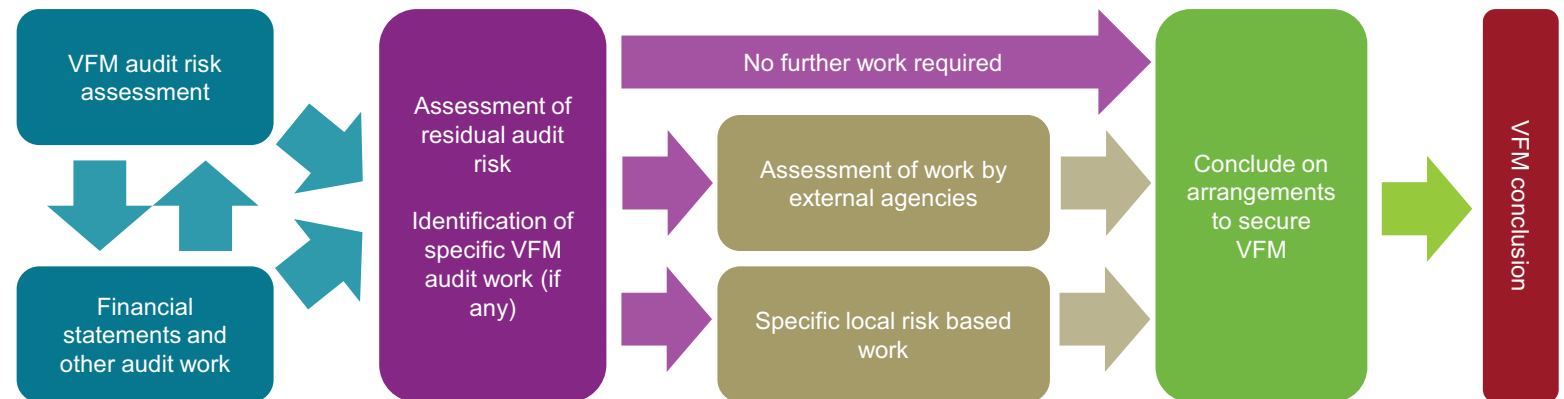 VFM audit risk
assessment
Financial
statements and
other audit work
Assessment of
residual audit
risk
Identification of
specific VFM
audit work (if
any)
No further work required
Assessment of work by
external agencies
Specific local risk based
work
Conclude on
arrangements
to secure
VFM
VFM conclusion